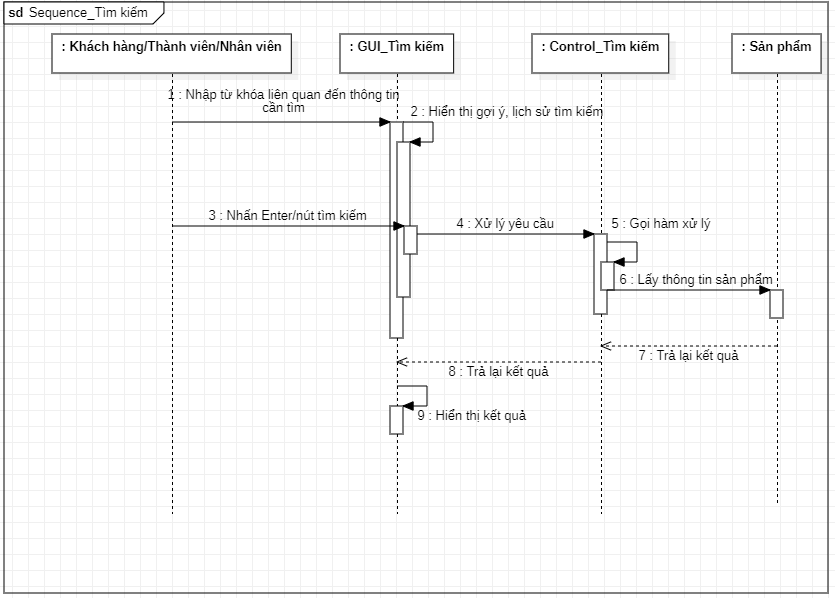 sd Sequence_Tìm kiếm
: Khách hàng/Thành viên/Nhân viên
: GUI_Tìm kiếm
: Control_Tìm kiếm
: Sản phẩm
1 : Nhập từ khóa liên quan đến thông tin
cần tìm
2 : Hiển thị gợi ý, lịch sử tìm kiếm
3 : Nhấn Enter/nút tìm kiếm
4 : Xử lý yêu cầu
5 : Gọi hàm xử lý
6 : Lấy thông tin sản phẩm
7 : Trả lại kết quả
8 : Trả lại kết quả
9 : Hiển thị kết quả